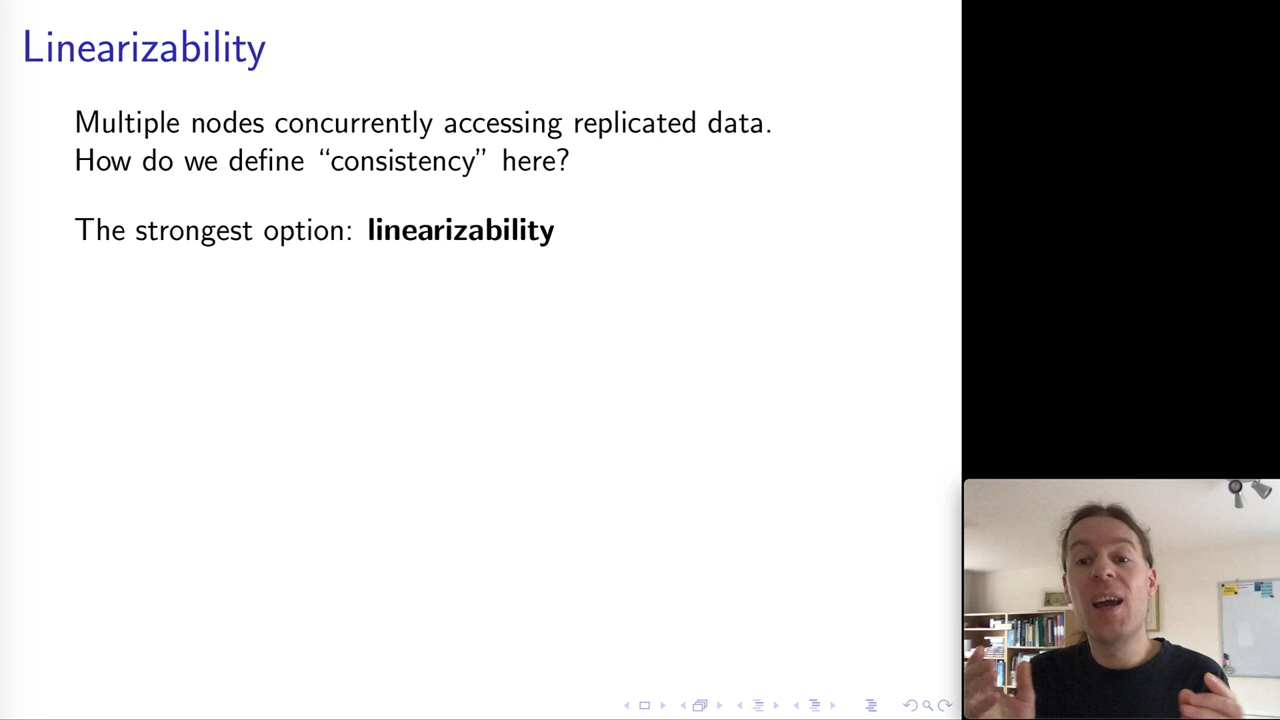 Linearizability
Multiple nodes concurrently accessing replicated data.
How do we define “consistency” here?
The strongest option: linearizability